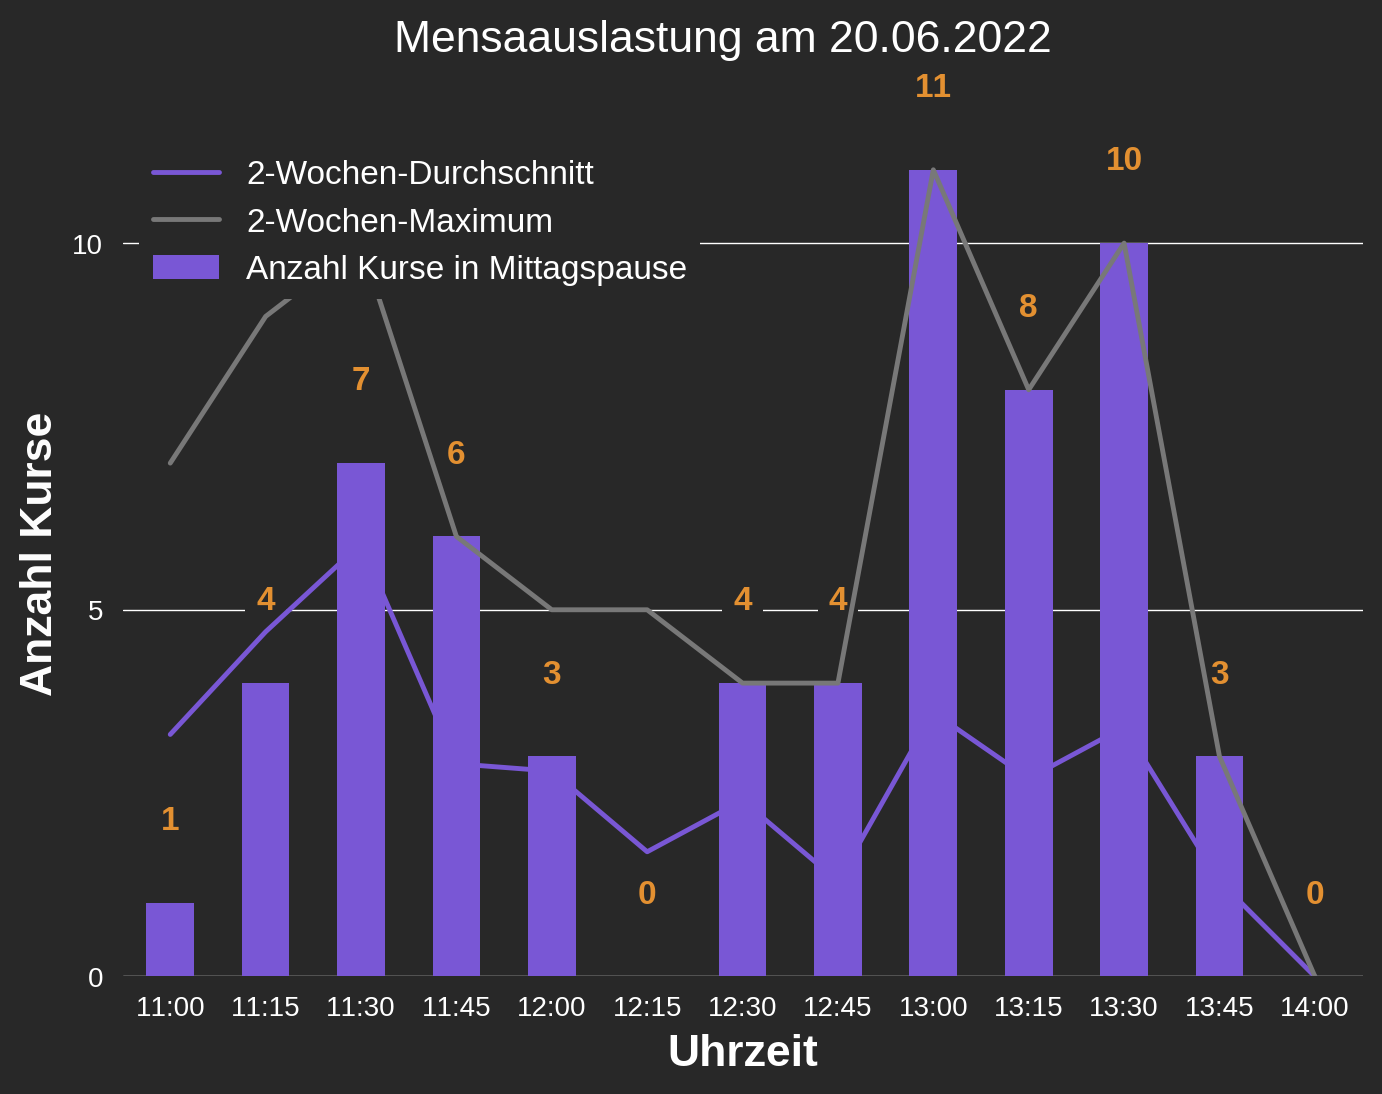 Mensaauslastung am 20.06.2022
2-Wochen-Durchschnitt
2-Wochen-Maximum
Anzahl Kurse in Mittagspause
Anzahl Kurse
10
5
0
1
4
7
6
3
0
4
4
11
8
10
3
0
11:00 11:15 11:30 11:45 12:00 12:15 12:30 12:45 13:00 13:15 13:30 13:45 14:00
Uhrzeit